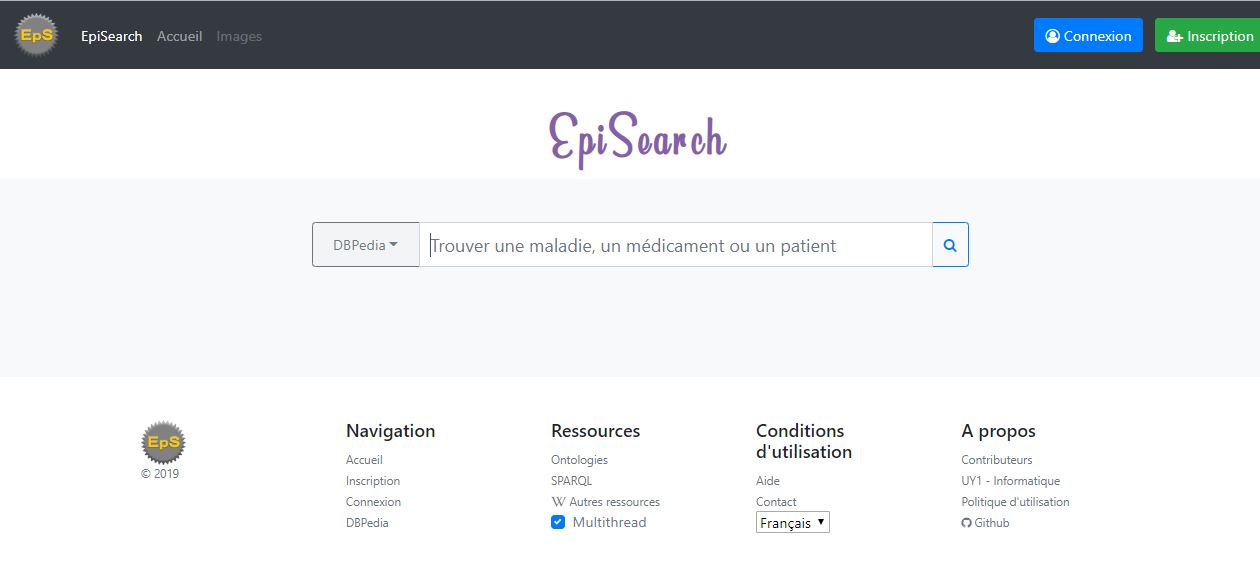 EpS EpiSearch Accueil Images Connexion Inscription
EpiSearch
DBPedia Trouver une maladie, un médicament ou un patient
EpS
© 2019
Navigation
Accueil
Inscription
Connexion
DBPedia
Ressources
Ontologies
SPARQL
W Autres ressources
Multithread
Conditions
d'utilisation
Aide
Contact
Français
A propos
Contributeurs
UY1 - Informatique
Politique d'utilisation
Github